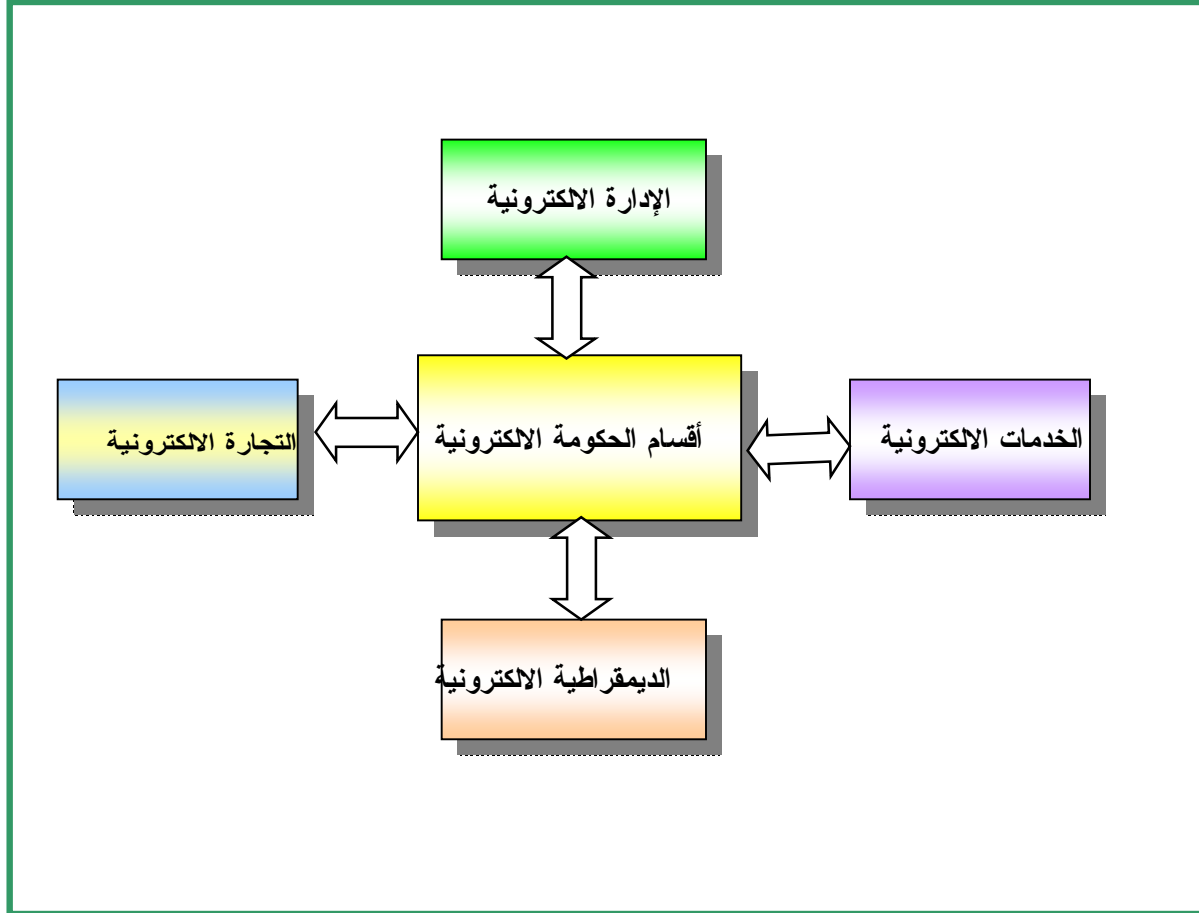 الإدارة الالكترونية
الخدمات الالكترونية
أقسام الحكومة الالكترونية
التجارة الالكترونية
الديمقراطية الالكترونية